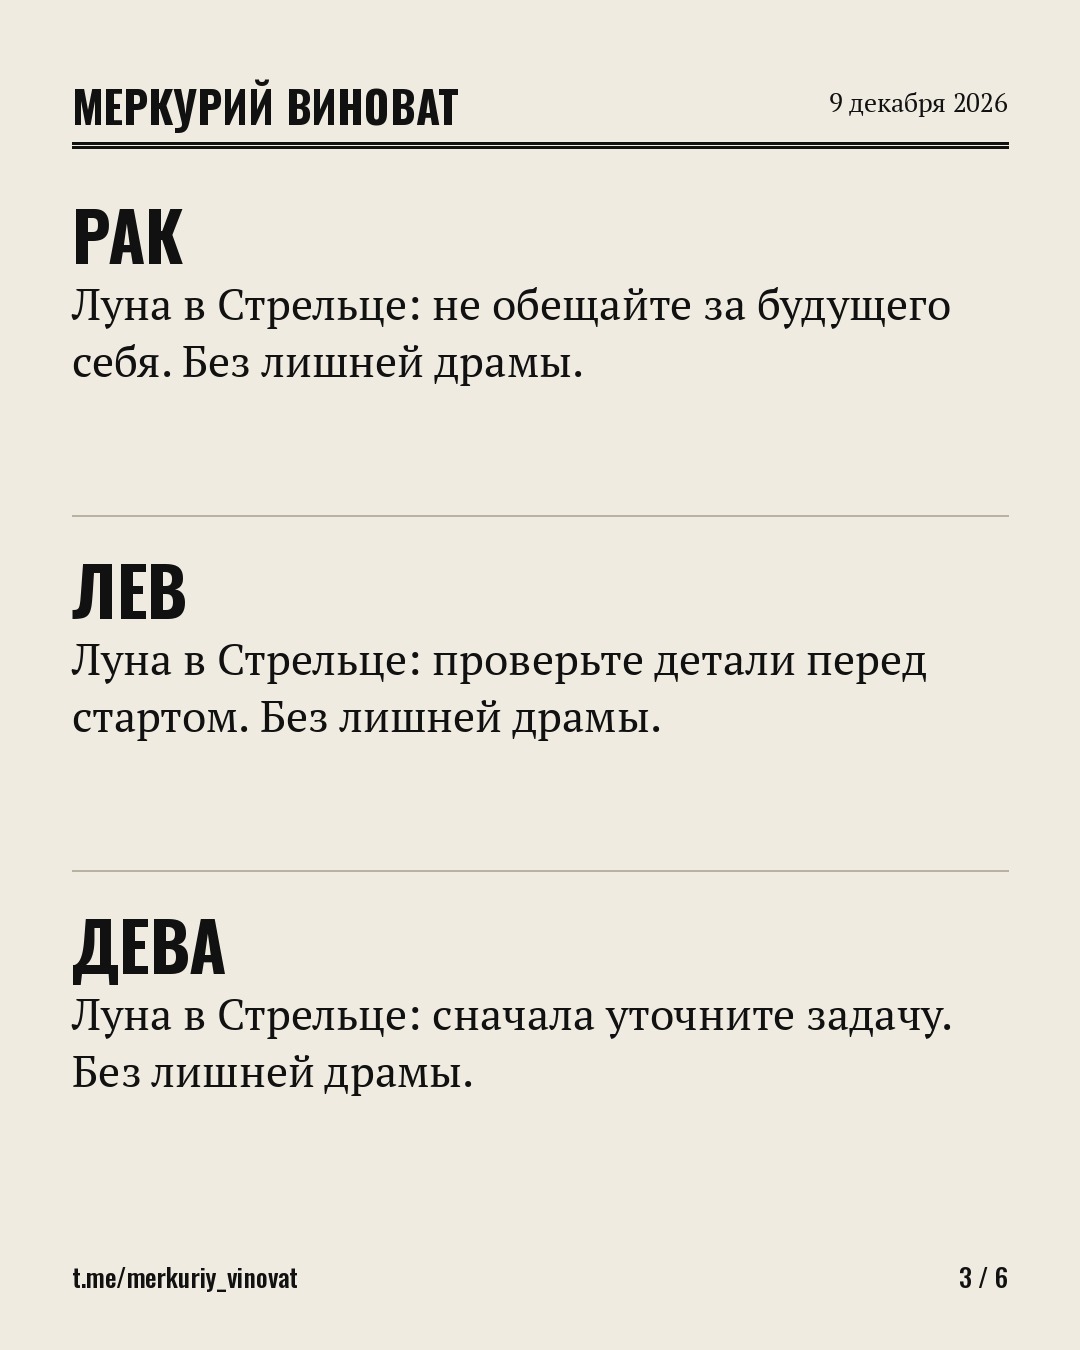 МЕРКУРИЙ ВИНОВАТ
9 декабря 2026
РАК
Луна в Стрельце: не обещайте за будущего
себя. Без лишней драмы.
ЛЕВ
Луна в Стрельце: проверьте детали перед
стартом. Без лишней драмы.
ДЕВА
Луна в Стрельце: сначала уточните задачу.
Без лишней драмы.
t.me/merkuriy_vinovat
3 / 6